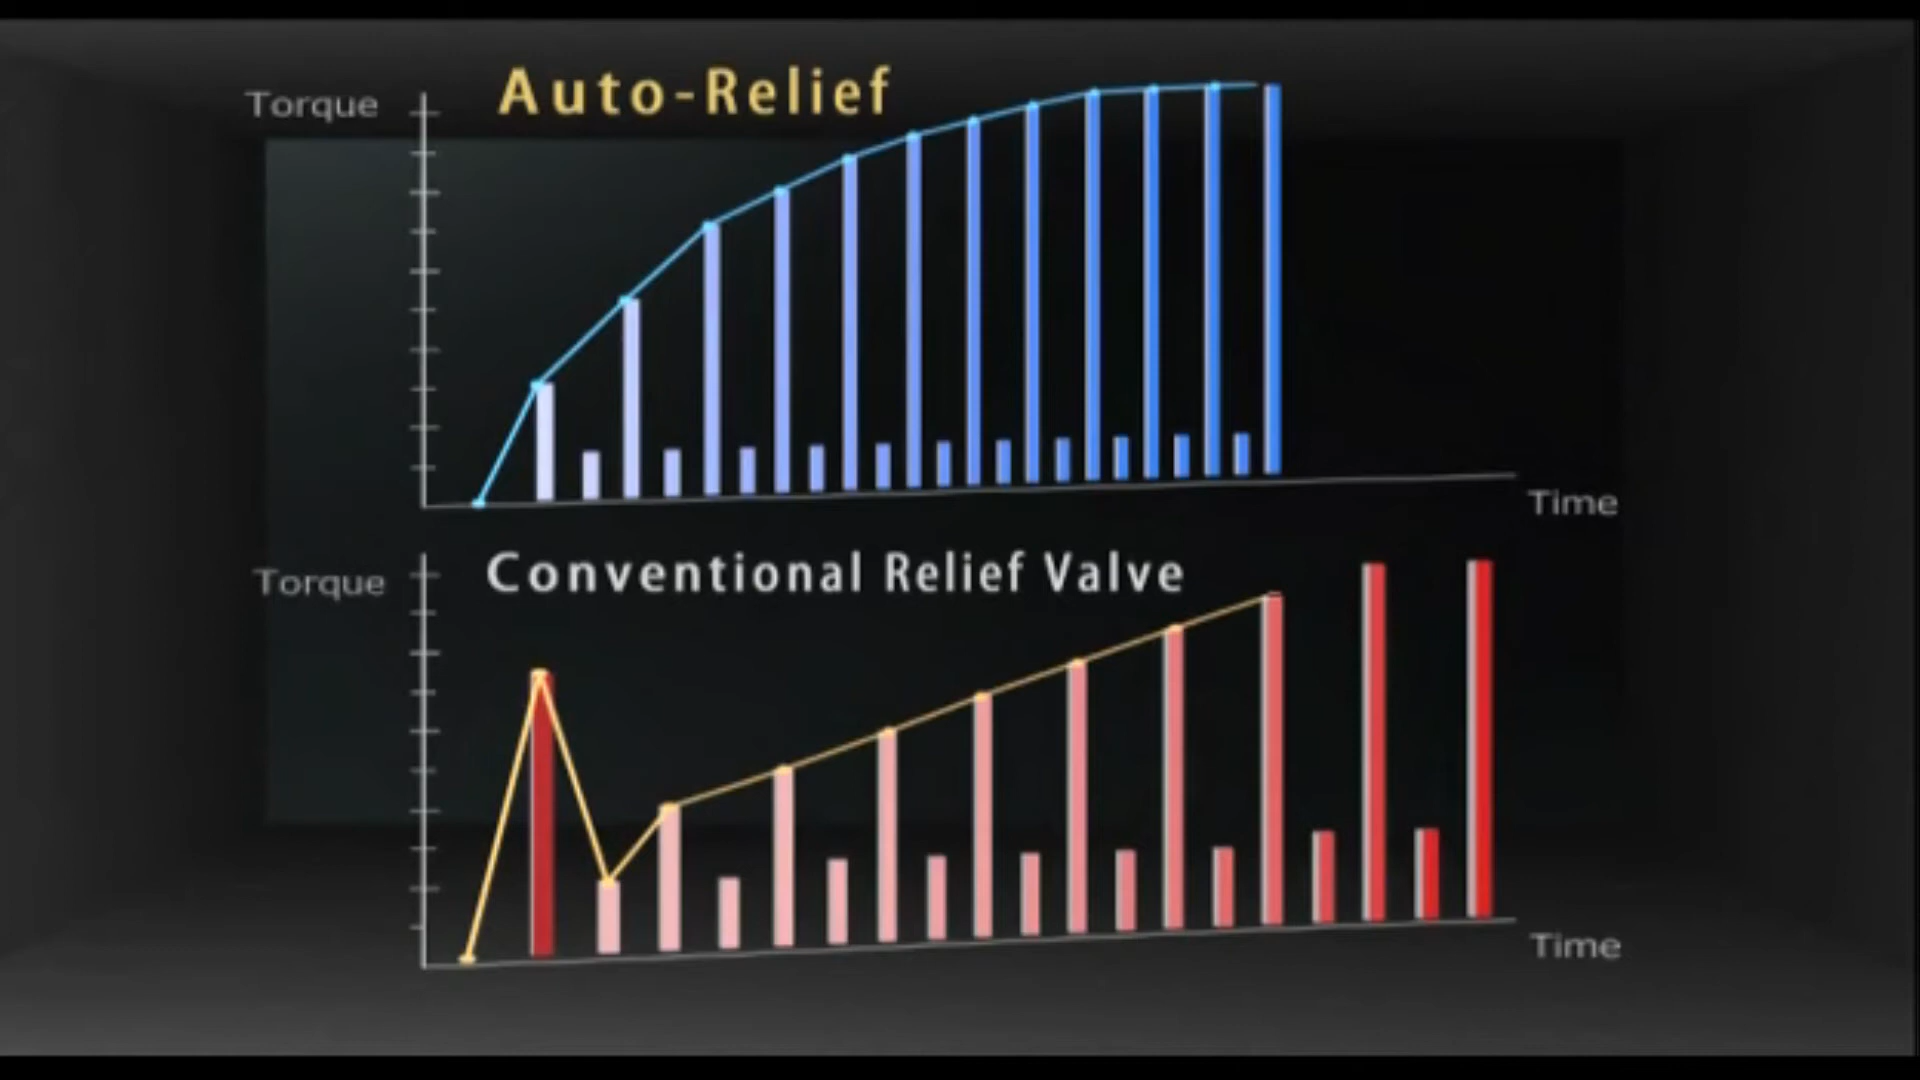 Auto-Relief
Torque
Time
Conventional Relief Valve
Torque
Time